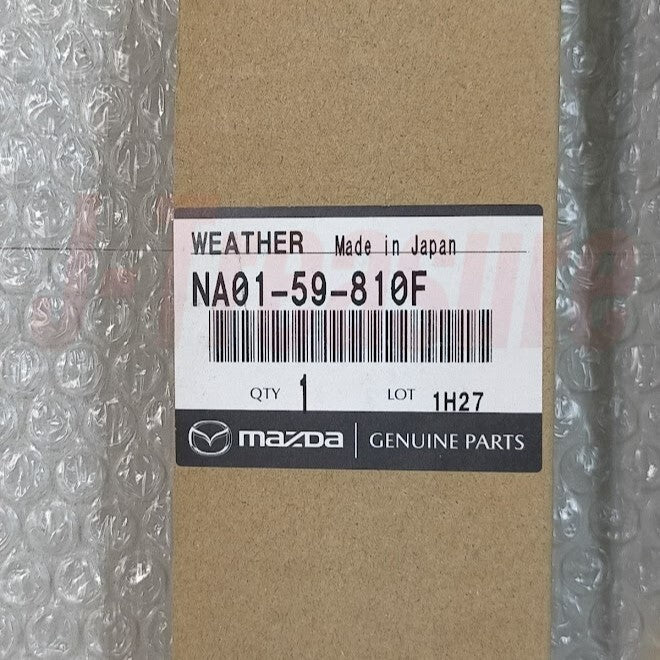 WEATHER Made in Japan
NA01-59-810F
QTY 1 LOT 1H27
mazda GENUINE PARTS